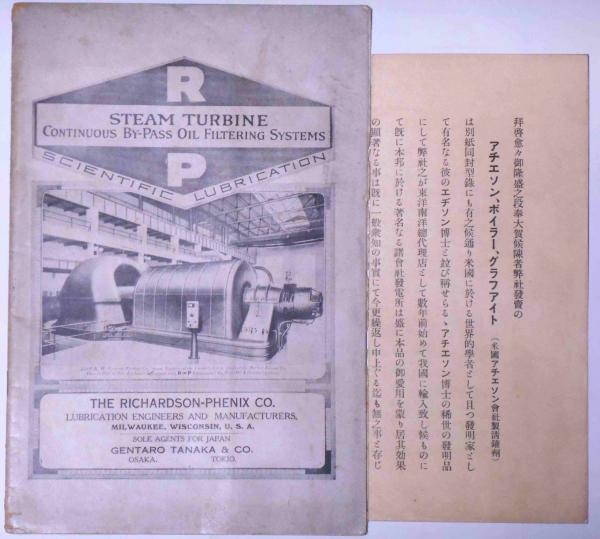 R
STEAM TURBINE
CONTINUOUS BY-PASS OIL FILTERING SYSTEMS
P
SCIENTIFIC LUBRICATION
THE RICHARDSON-PHENIX CO.
LUBRICATION ENGINEERS AND MANUFACTURERS,
MILWAUKEE, WISCONSIN, U. S. A.
SOLE AGENTS FOR JAPAN
GENTARO TANAKA & CO.
OSAKA. TOKIO.
拜啓愈々御隆盛之段奉大賀候陳者弊社發賣の
アチエソン、ボイラー、グラフアイト（米國アチエソン會社製淸罐劑）
は別紙同封型錄にも有之候通り米國に於ける世界的學者として且つ發明家とし
て有名なる彼のエヂソン博士と竝び稱せらるゝアチエソン博士の稀世の發明品
にして弊社之が東洋南洋總代理店として數年前始めて我國に輸入致し候ものに
て既に本邦に於ける著名なる諸會社發電所は盛に本品の御愛用を蒙り居其効果
の顯著なる事は既に一般衆知の事實にて今更繰返し申上ぐる迄も無之事と存じ